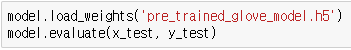 model.load_weights('pre_trained_glove_model.h5')
model.evaluate(x_test, y_test)